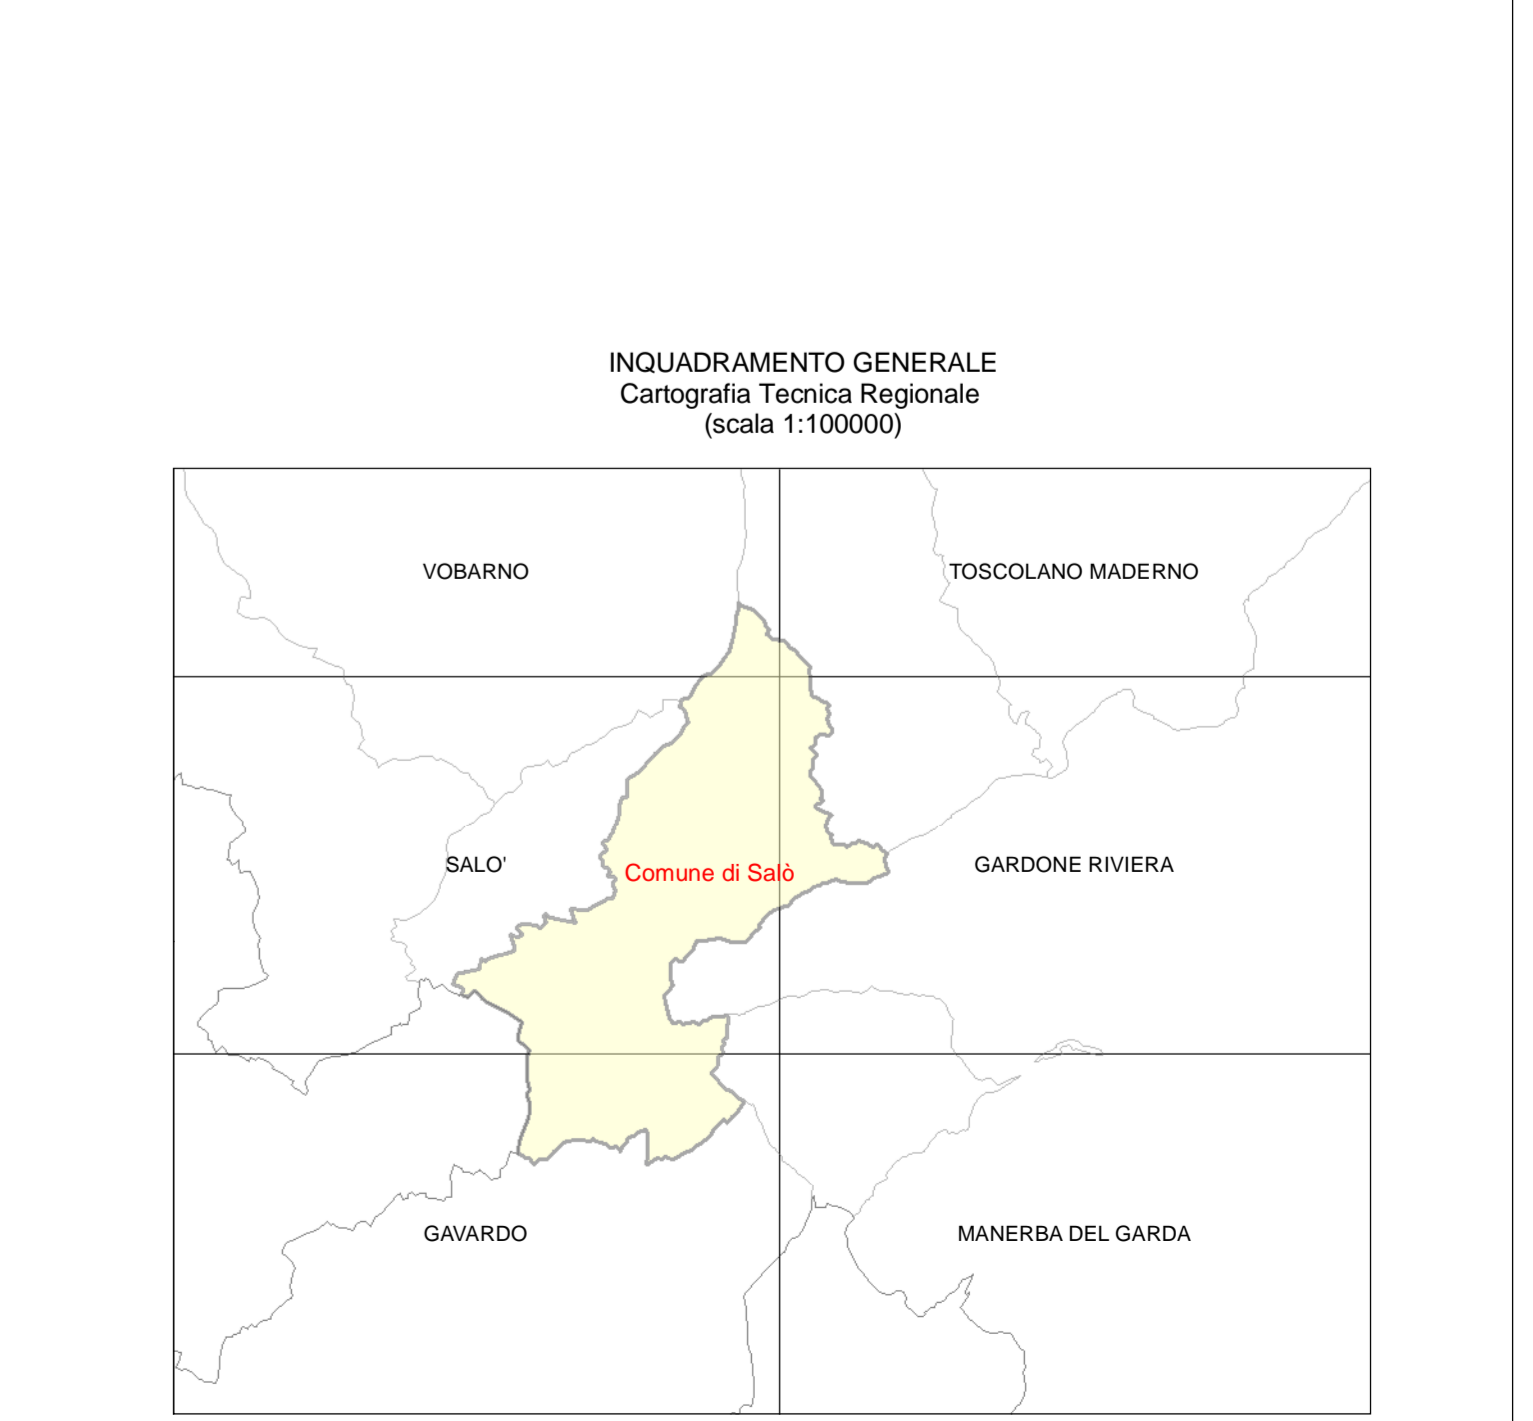 INQUADRAMENTO GENERALE
Cartografia Tecnica Regionale
(scala 1:100000)
VOBARNO
TOSCOLANO MADERNO
SALO'
Comune di Salò
GARDONE RIVIERA
GAVARDO
MANERBA DEL GARDA